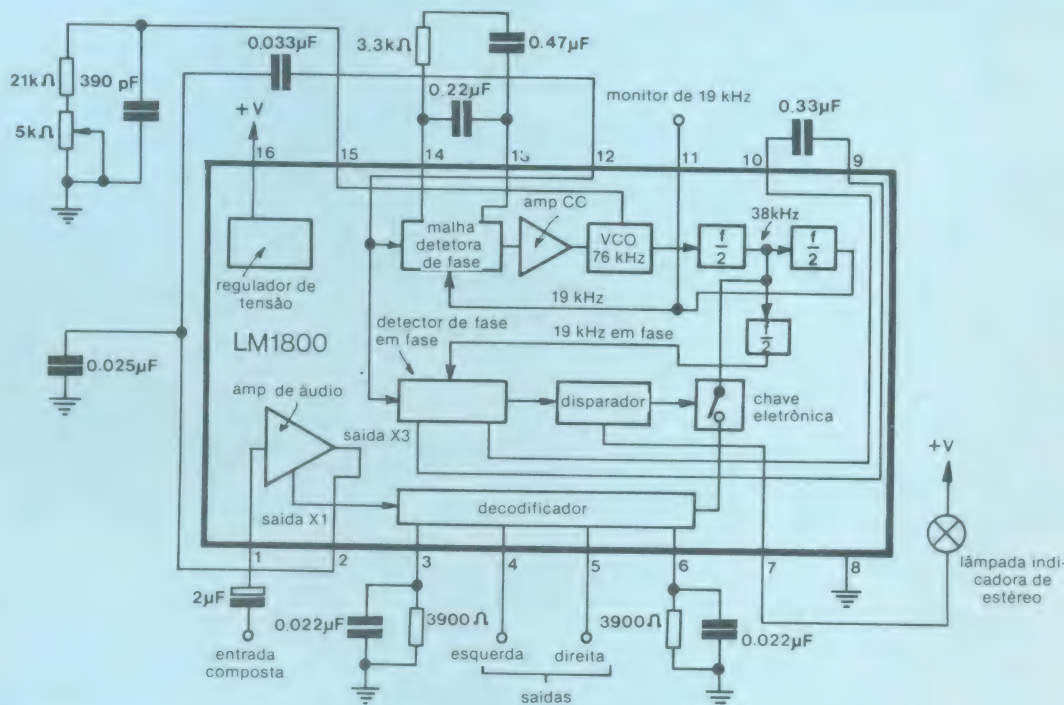 0.033µF
3.3kΩ
0.47µF
21kΩ
390 pF
0.22µF
monitor de 19 kHz
0.33µF
5kΩ
+V
16
15
14
13
12
11
10
9
amp CC
38kHz
malha
detetora
de fase
VCO
76 kHz
f
2
f
2
regulador de
tensão
19 kHz
detector de fase
em fase
19 kHz em fase
f
2
LM1800
0.025µF
amp de áudio
disparador
chave
eletrônica
saida X3
+V
decodificador
saida X1
1
2
3
4
5
6
7
8
lâmpada indi-
cadora de
estéreo
2µF
0.022µF
3900Ω
3900Ω
0.022µF
entrada
composta
esquerda
direita
saidas